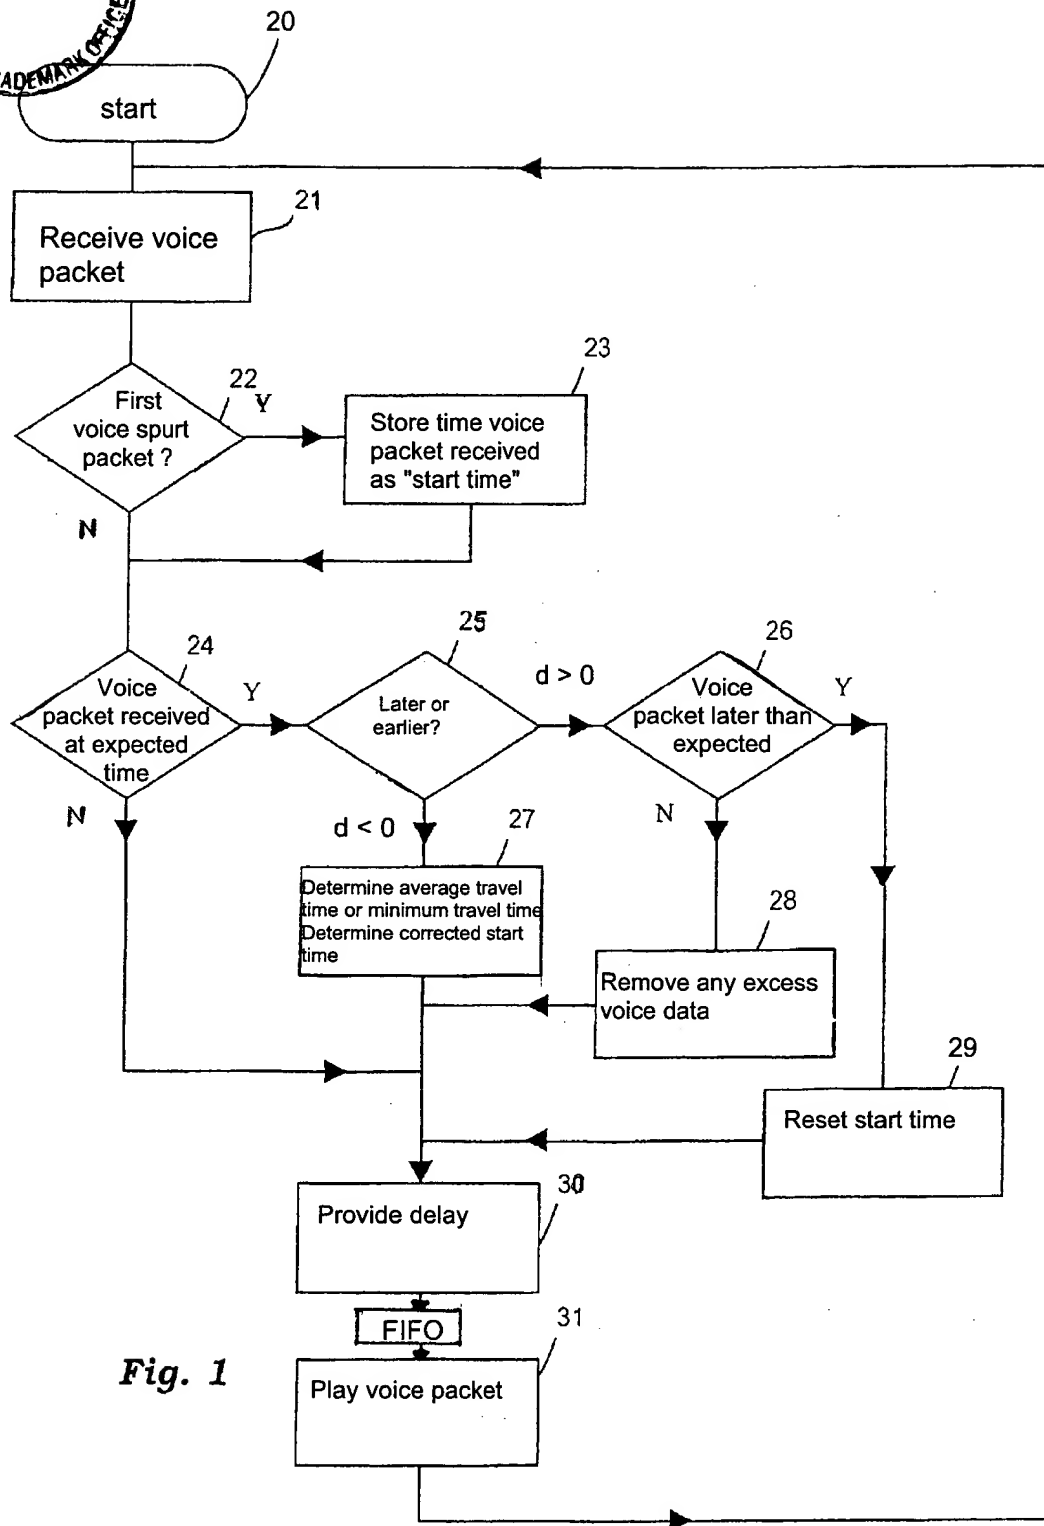 TRADEMARK OFFICE
20
start
21
Receive voice
packet
22
Y
First
voice spurt
packet ?
N
23
Store time voice
packet received
as "start time"
24
Voice
packet received
at expected
time
Y
N
25
Later or
earlier?
d > 0
d < 0
26
Voice
packet later than
expected
Y
N
27
Determine average travel
time or minimum travel time
Determine corrected start
time
28
Remove any excess
voice data
29
Reset start time
30
Provide delay
FIFO
31
Play voice packet
Fig. 1